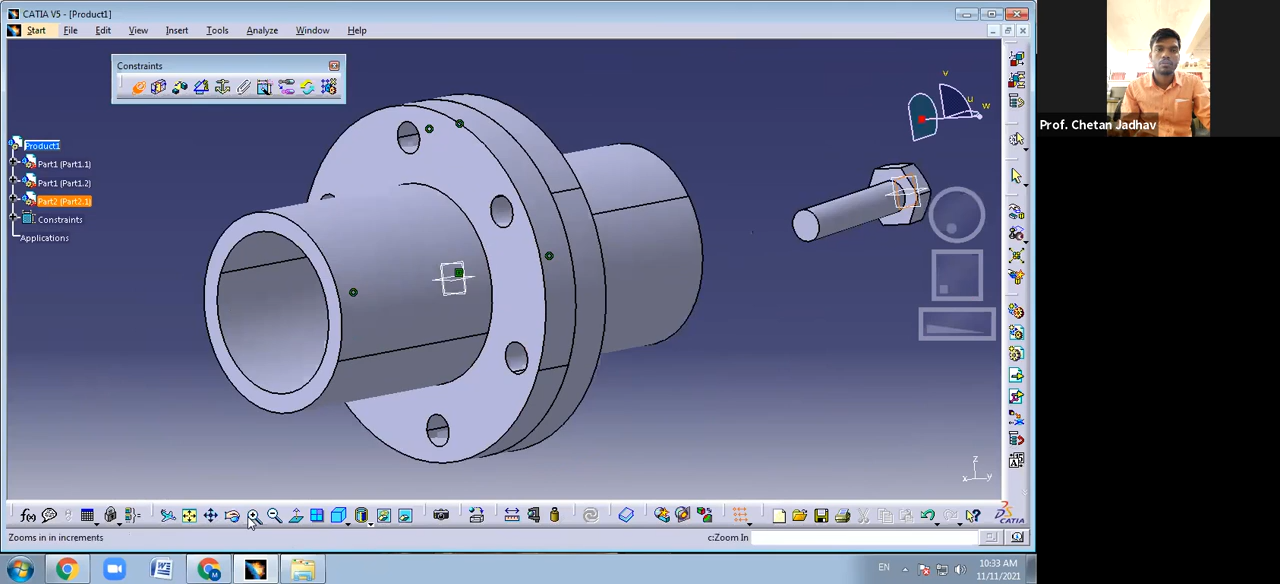 CATIA V5 - [Product1]
Start File Edit View Insert Tools Analyze Window Help
Constraints
Product1
Part1 (Part1.1)
Part1 (Part1.2)
Part2 (Part2.1)
Constraints
Applications
v
u
w
z
x y
Prof. Chetan Jadhav
f(x)
CATIA
Zooms in in increments
c:Zoom In
EN
10:33 AM
11/11/2021